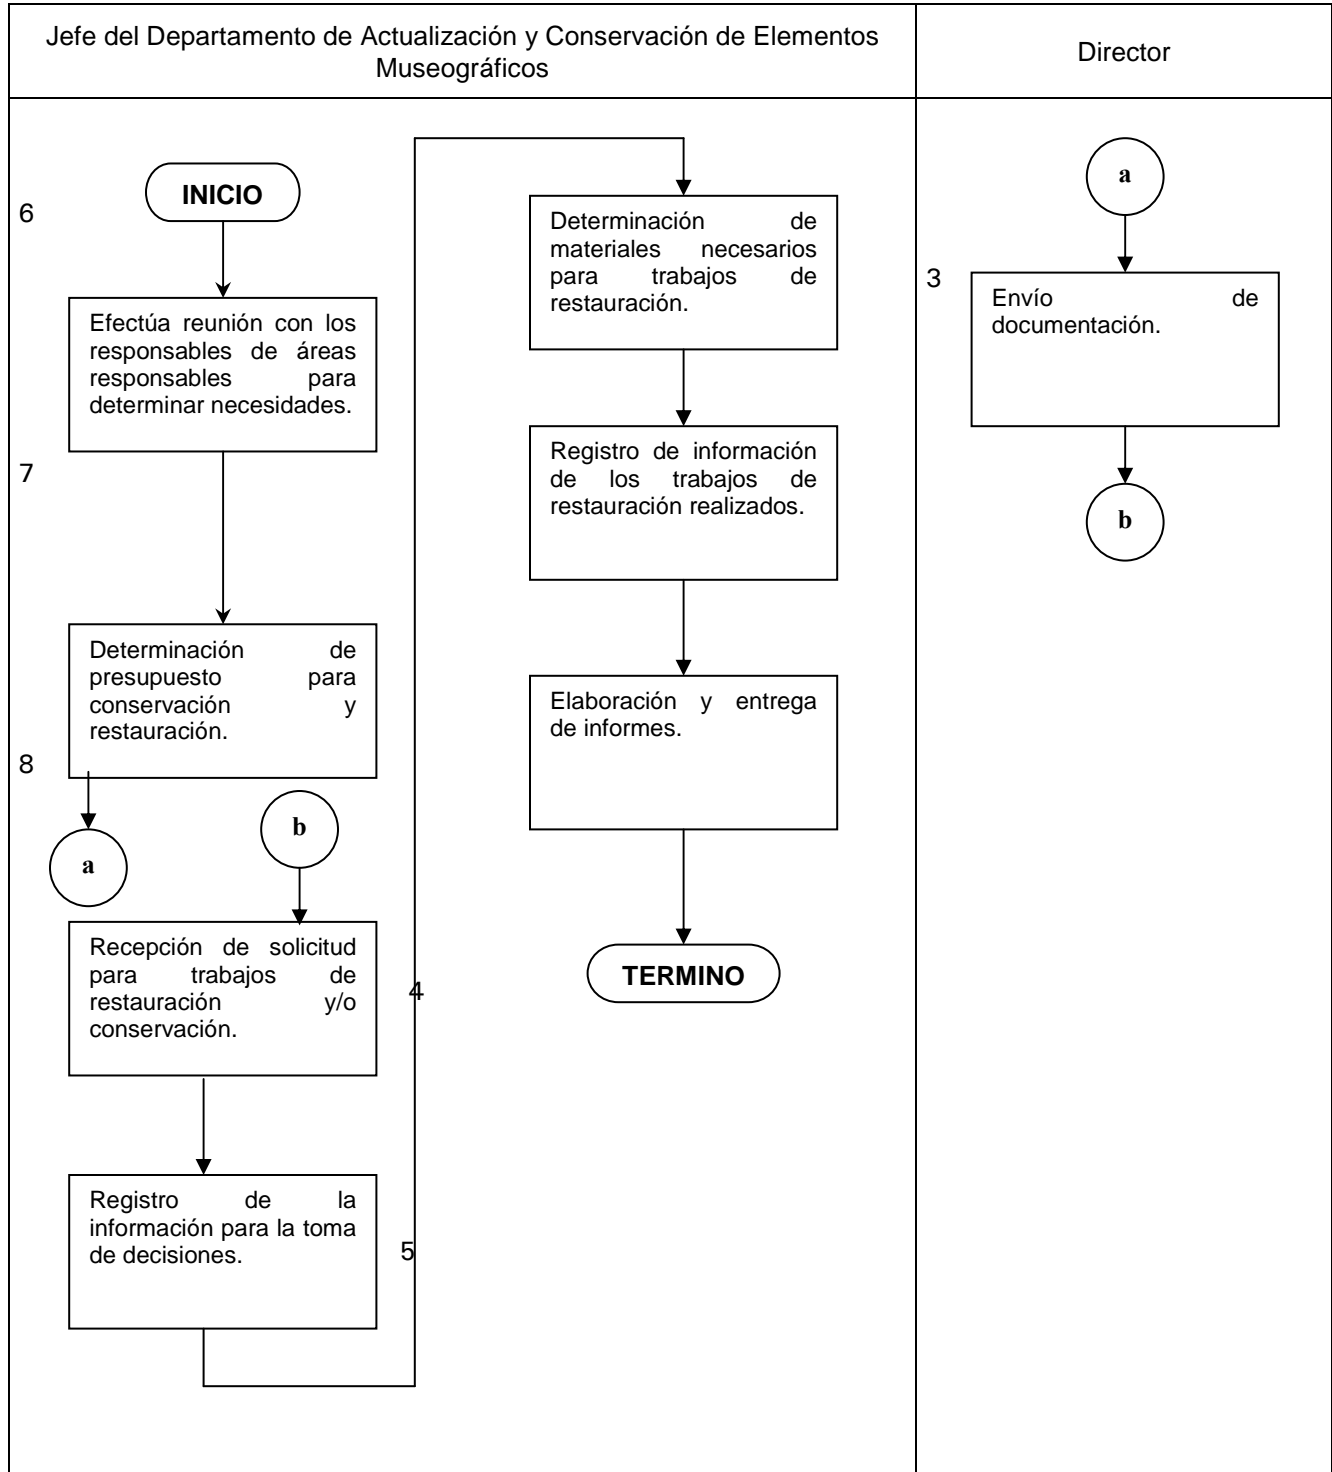 Jefe del Departamento de Actualización y Conservación de Elementos
Museográficos
Director
INICIO
6
Efectúa reunión con los
responsables de áreas
responsables para
determinar necesidades.
7
Determinación de
presupuesto para
conservación y
restauración.
8
a
b
Recepción de solicitud
para trabajos de
restauración y/o
conservación.
4
Registro de la
información para la toma
de decisiones.
5
Determinación de
materiales necesarios
para trabajos de
restauración.
Registro de información
de los trabajos de
restauración realizados.
Elaboración y entrega
de informes.
TERMINO
a
3
Envío de
documentación.
b